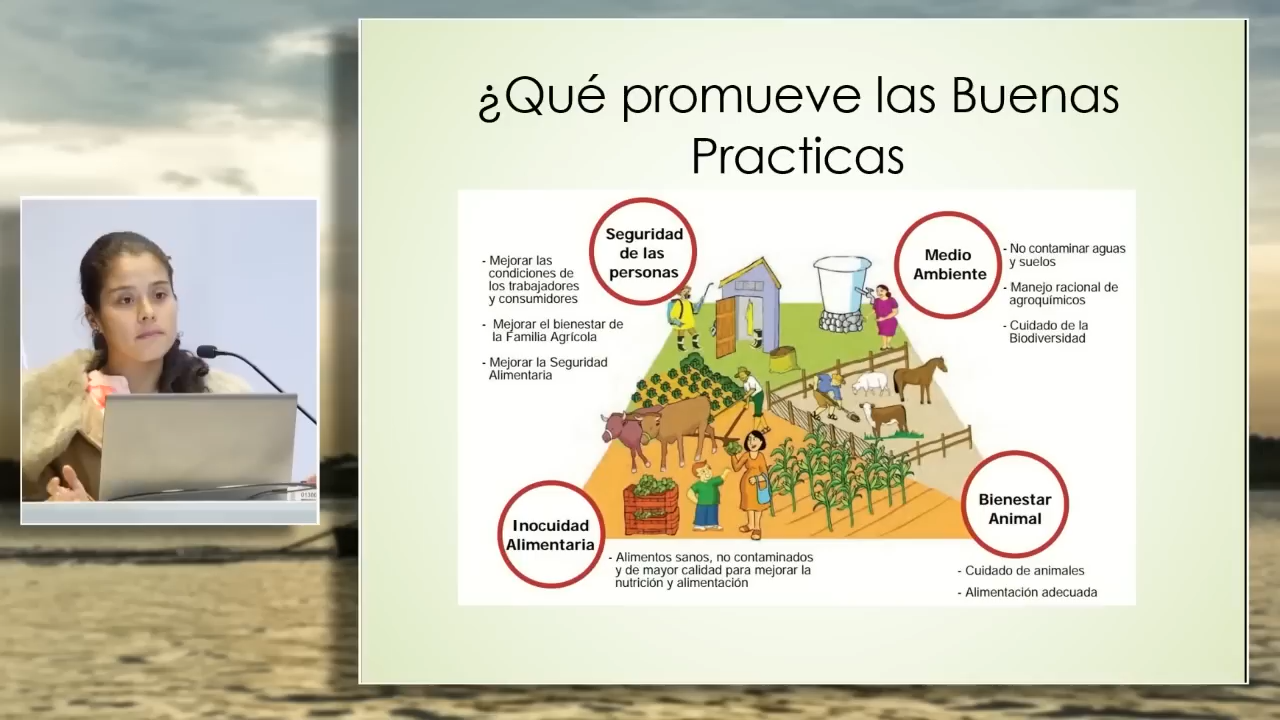 ¿Qué promueve las Buenas
Practicas
Seguridad
de las
personas
- Mejorar las
condiciones de
los trabajadores
y consumidores
- Mejorar el bienestar de
la Familia Agrícola
- Mejorar la Seguridad
Alimentaria
Medio
Ambiente
- No contaminar aguas
y suelos
- Manejo racional de
agroquímicos
- Cuidado de la
Biodiversidad
Inocuidad
Alimentaria
- Alimentos sanos, no contaminados
y de mayor calidad para mejorar la
nutrición y alimentación
Bienestar
Animal
- Cuidado de animales
- Alimentación adecuada